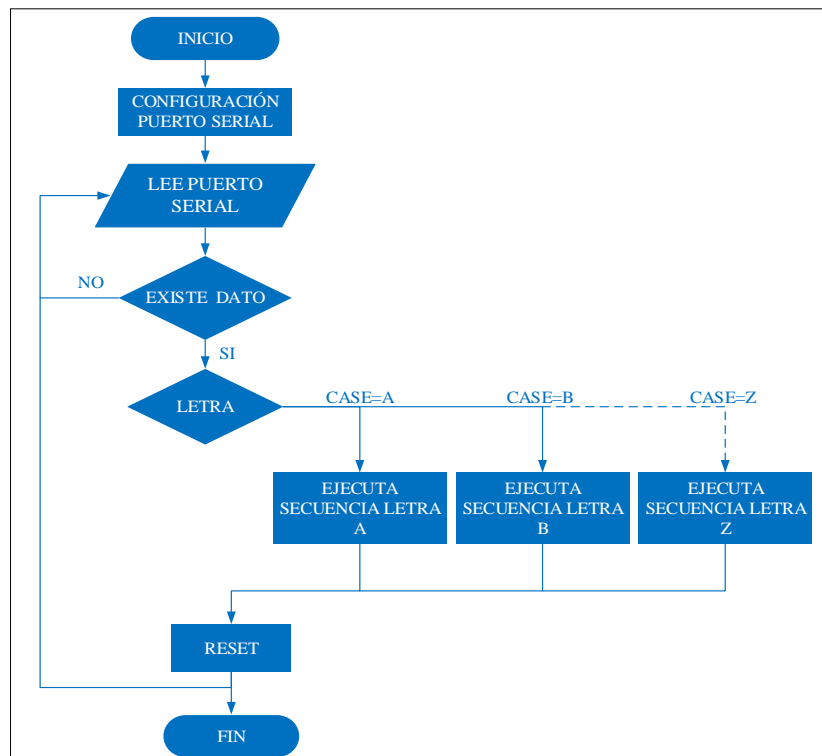 INICIO
CONFIGURACIÓN
PUERTO SERIAL
LEE PUERTO
SERIAL
NO
EXISTE DATO
SI
LETRA
CASE=A
CASE=B
CASE=Z
EJECUTA
SECUENCIA LETRA
A
EJECUTA
SECUENCIA LETRA
B
EJECUTA
SECUENCIA LETRA
Z
RESET
FIN